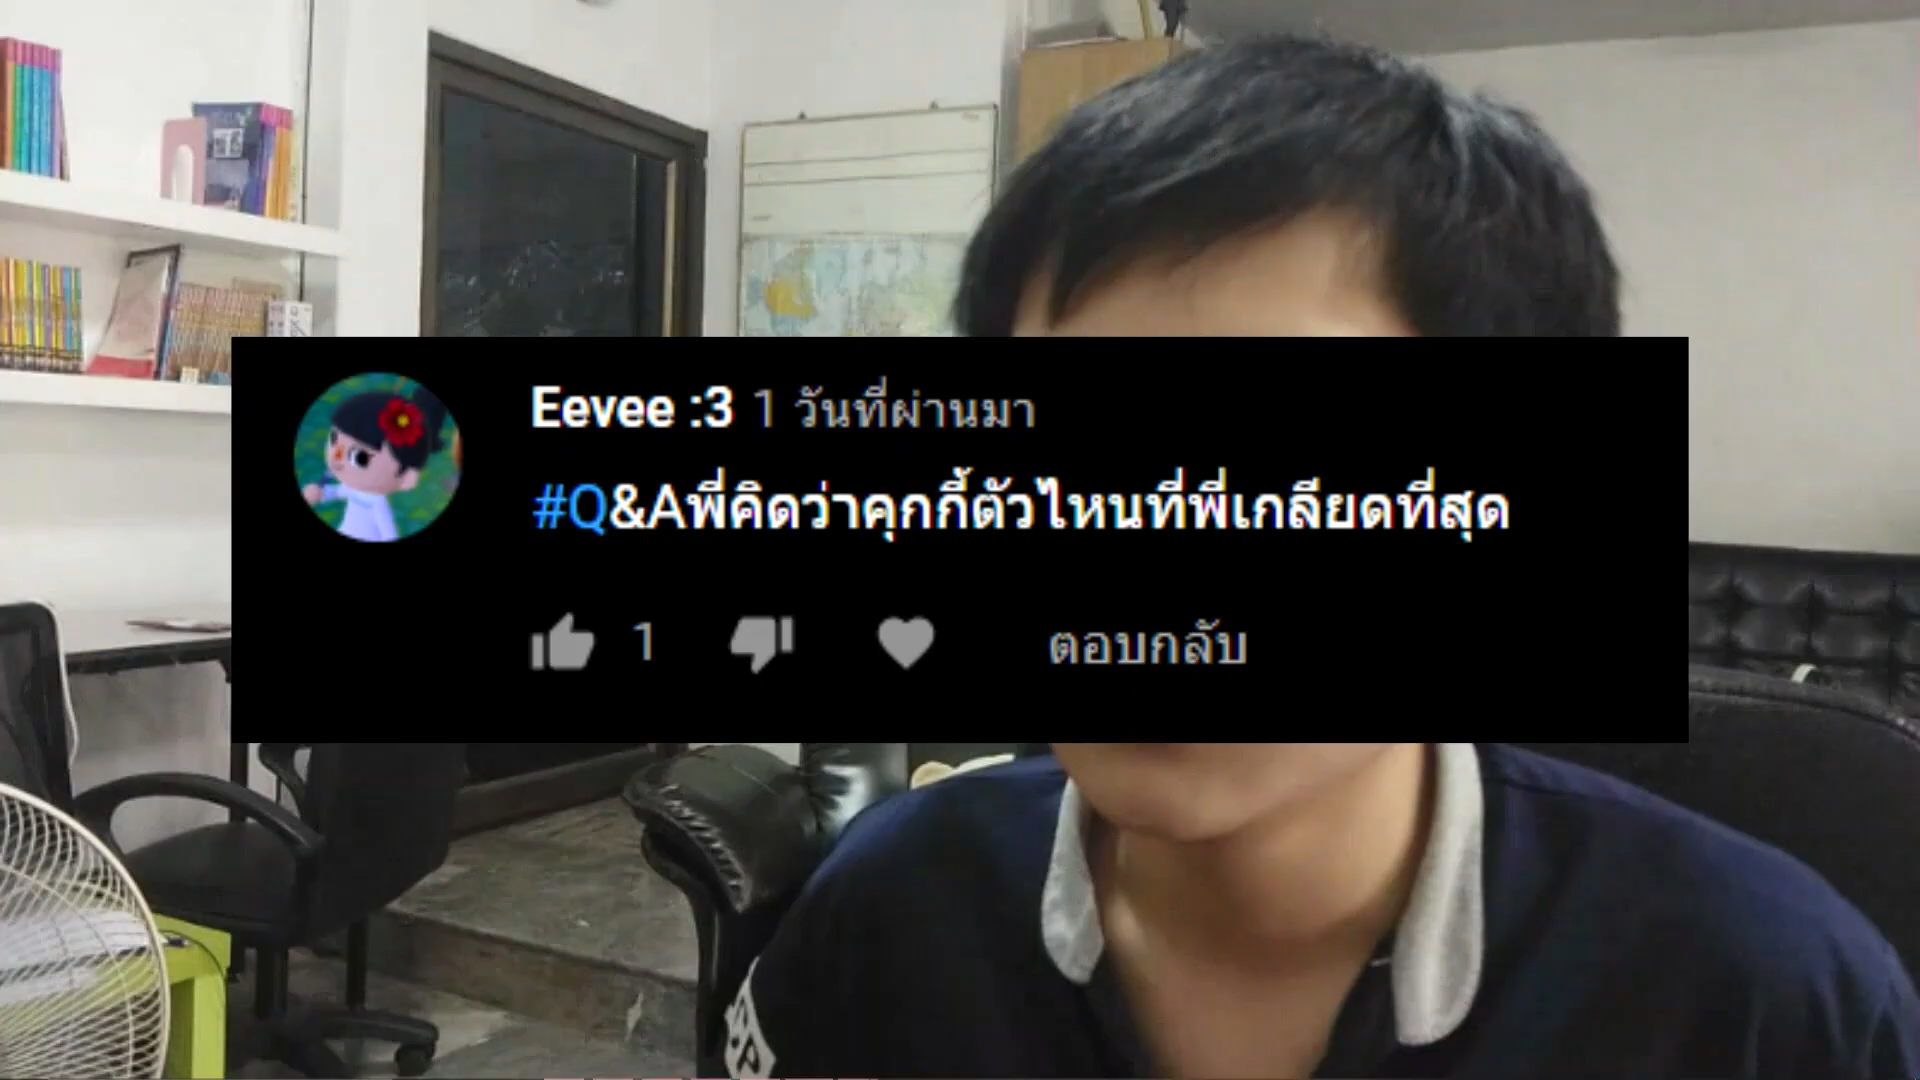 Eevee :3 1 วันที่ผ่านมา
#Q&Aพี่คิดว่าคุกกี้ตัวไหนที่พี่เกลียดที่สุด
1
ตอบกลับ